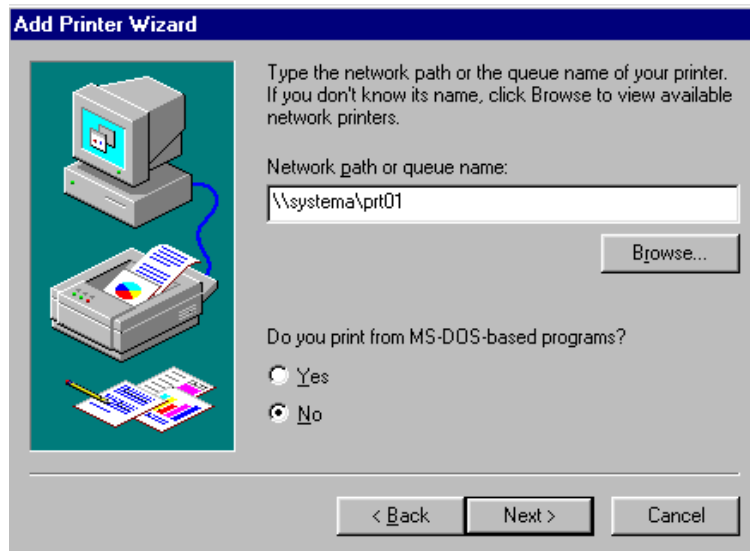 Add Printer Wizard
Type the network path or the queue name of your printer.
If you don't know its name, click Browse to view available
network printers.
Network path or queue name:
\\systema\prt01
Browse...
Do you print from MS-DOS-based programs?
Yes
No
< Back
Next >
Cancel